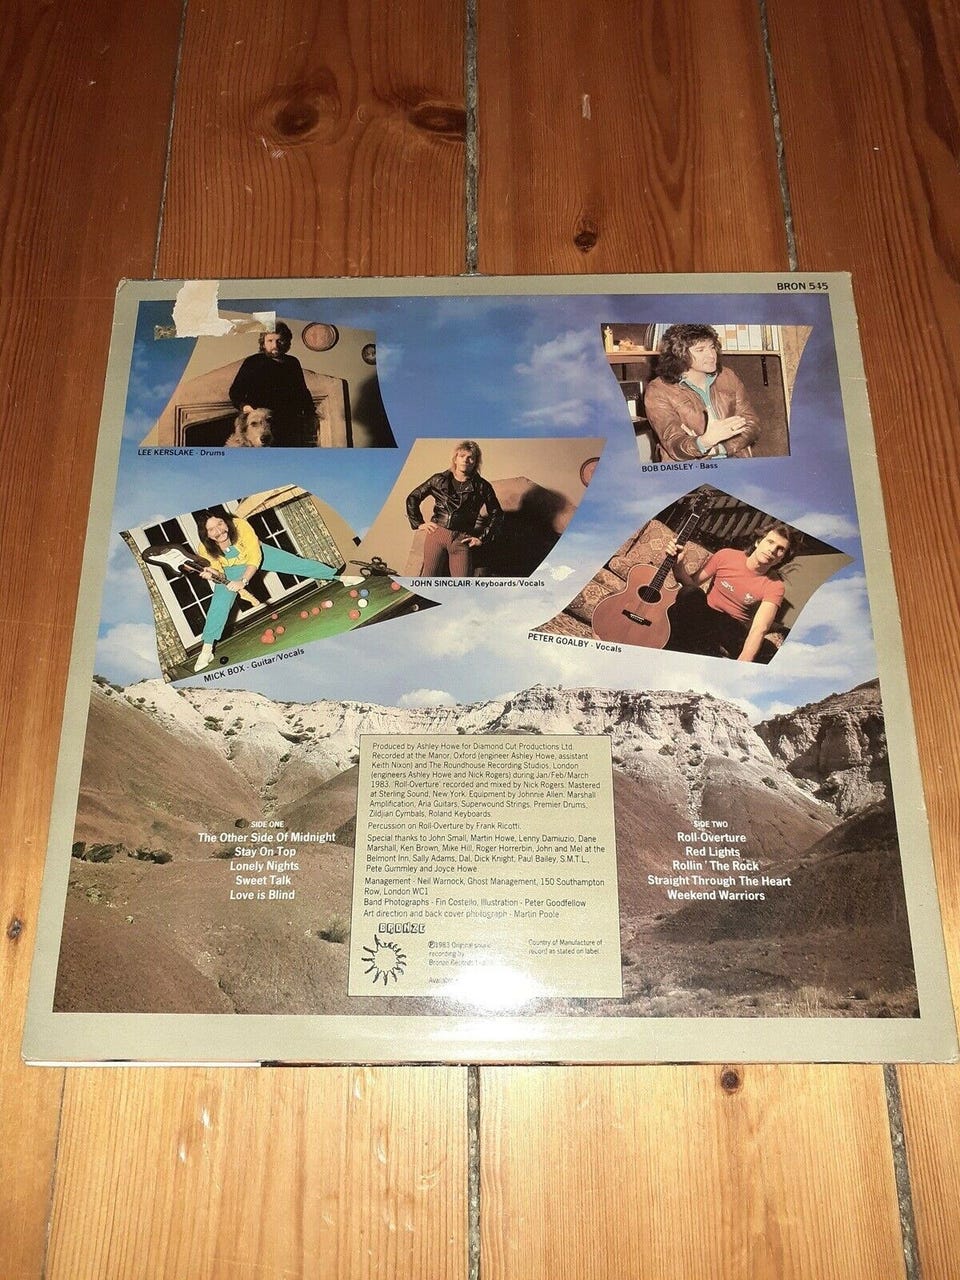 BRON 545
LEE KERSLAKE - Drums
BOB DAISLEY - Bass
JOHN SINCLAIR- Keyboards/Vocals
MICK BOX - Guitar/Vocals
PETER GOALBY - Vocals
Produced by Ashley Howe for Diamond Cut Productions Ltd.
Recorded at the Manor, Oxford (engineer Ashley Howe, assistant
Keith Nixon) and The Roundhouse Recording Studios, London
(engineers Ashley Howe and Nick Rogers) during Jan/Feb/March
1983. 'Roll-Overture' recorded and mixed by Nick Rogers. Mastered
at Sterling Sound, New York. Equipment by Johnnie Allen. Marshall
Amplification, Aria Guitars, Superwound Strings, Premier Drums,
Zildjian Cymbals, Roland Keyboards.
Percussion on Roll-Overture by Frank Ricotti.
Special thanks to John Small, Martin Howe, Lenny Damiuzio, Dane
Marshall, Ken Brown, Mike Hill, Roger Horrerbin, John and Mel at the
Belmont Inn, Sally Adams, Dal, Dick Knight, Paul Bailey, S.M.T.L.,
Pete Gummley and Joyce Howe
Management - Neil Warnock, Ghost Management, 150 Southampton
Row, London WC1
Band Photographs - Fin Costello, Illustration - Peter Goodfellow
Art direction and back cover photograph - Martin Poole
BRONZE
℗1983 Original sound
recording by
Bronze Records
Country of Manufacture of
record as stated on label.
SIDE ONE
The Other Side Of Midnight
Stay On Top
Lonely Nights
Sweet Talk
Love is Blind
SIDE TWO
Roll-Overture
Red Lights
Rollin' The Rock
Straight Through The Heart
Weekend Warriors